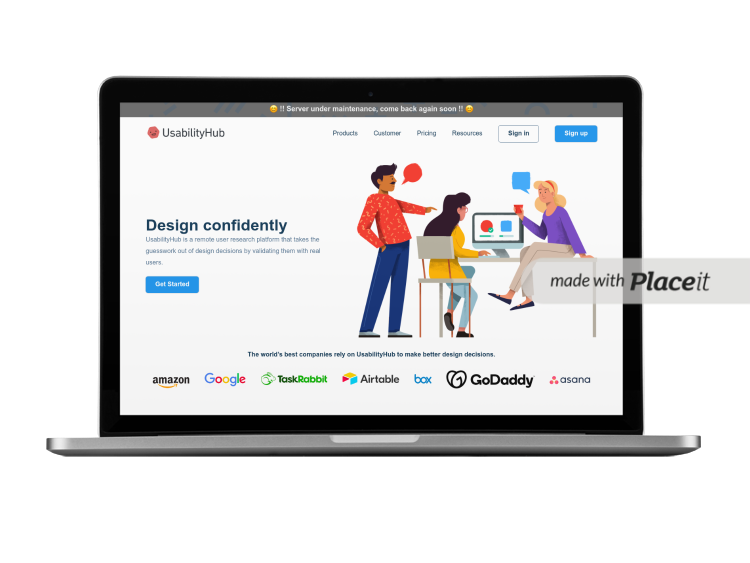 😊 !! Server under maintenance, come back again soon !! 😊
UsabilityHub
Products Customer Pricing Resources Sign in Sign up
Design confidently
UsabilityHub is a remote user research platform that takes the
guesswork out of design decisions by validating them with real
users.
Get Started
made with Placeit
The world's best companies rely on UsabilityHub to make better design decisions.
amazon Google TaskRabbit Airtable box GoDaddy asana